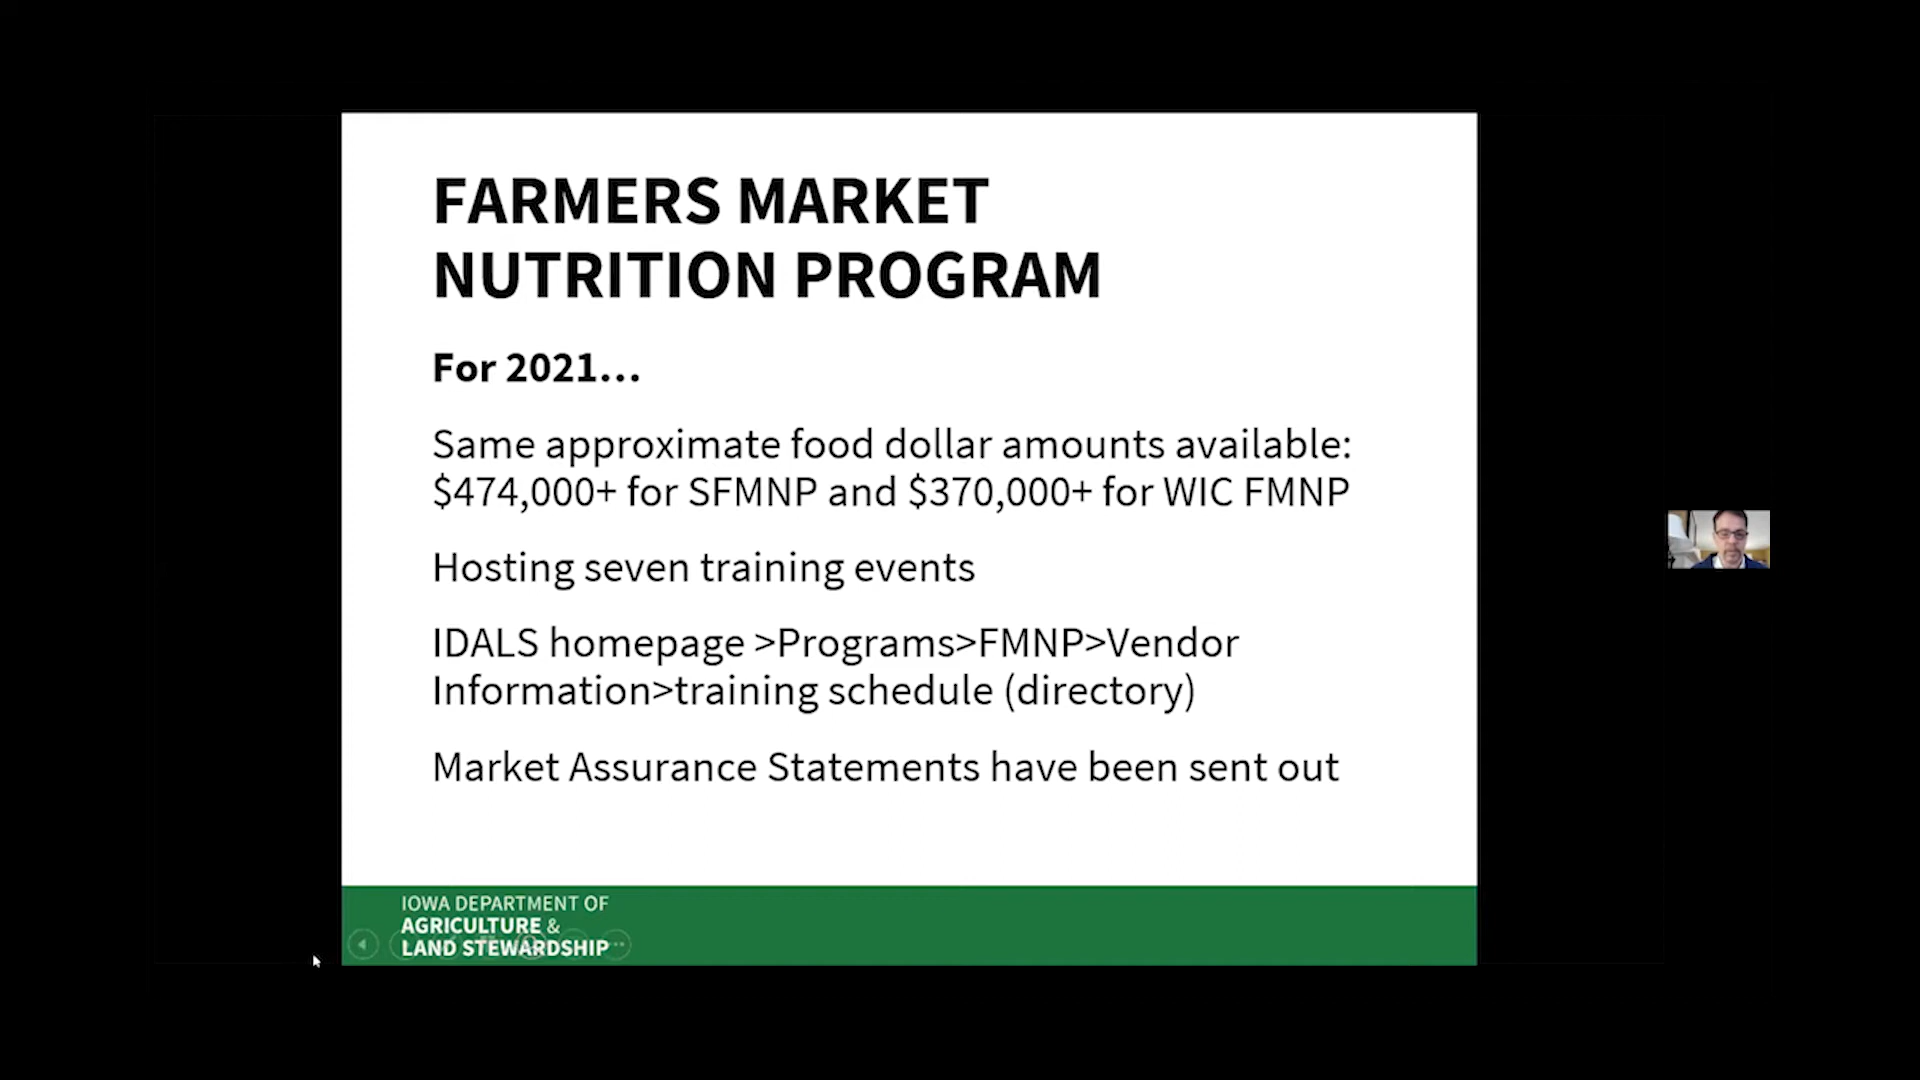 FARMERS MARKET
NUTRITION PROGRAM
For 2021...
Same approximate food dollar amounts available:
$474,000+ for SFMNP and $370,000+ for WIC FMNP
Hosting seven training events
IDALS homepage >Programs>FMNP>Vendor
Information>training schedule (directory)
Market Assurance Statements have been sent out
IOWA DEPARTMENT OF
AGRICULTURE &
LAND STEWARDSHIP